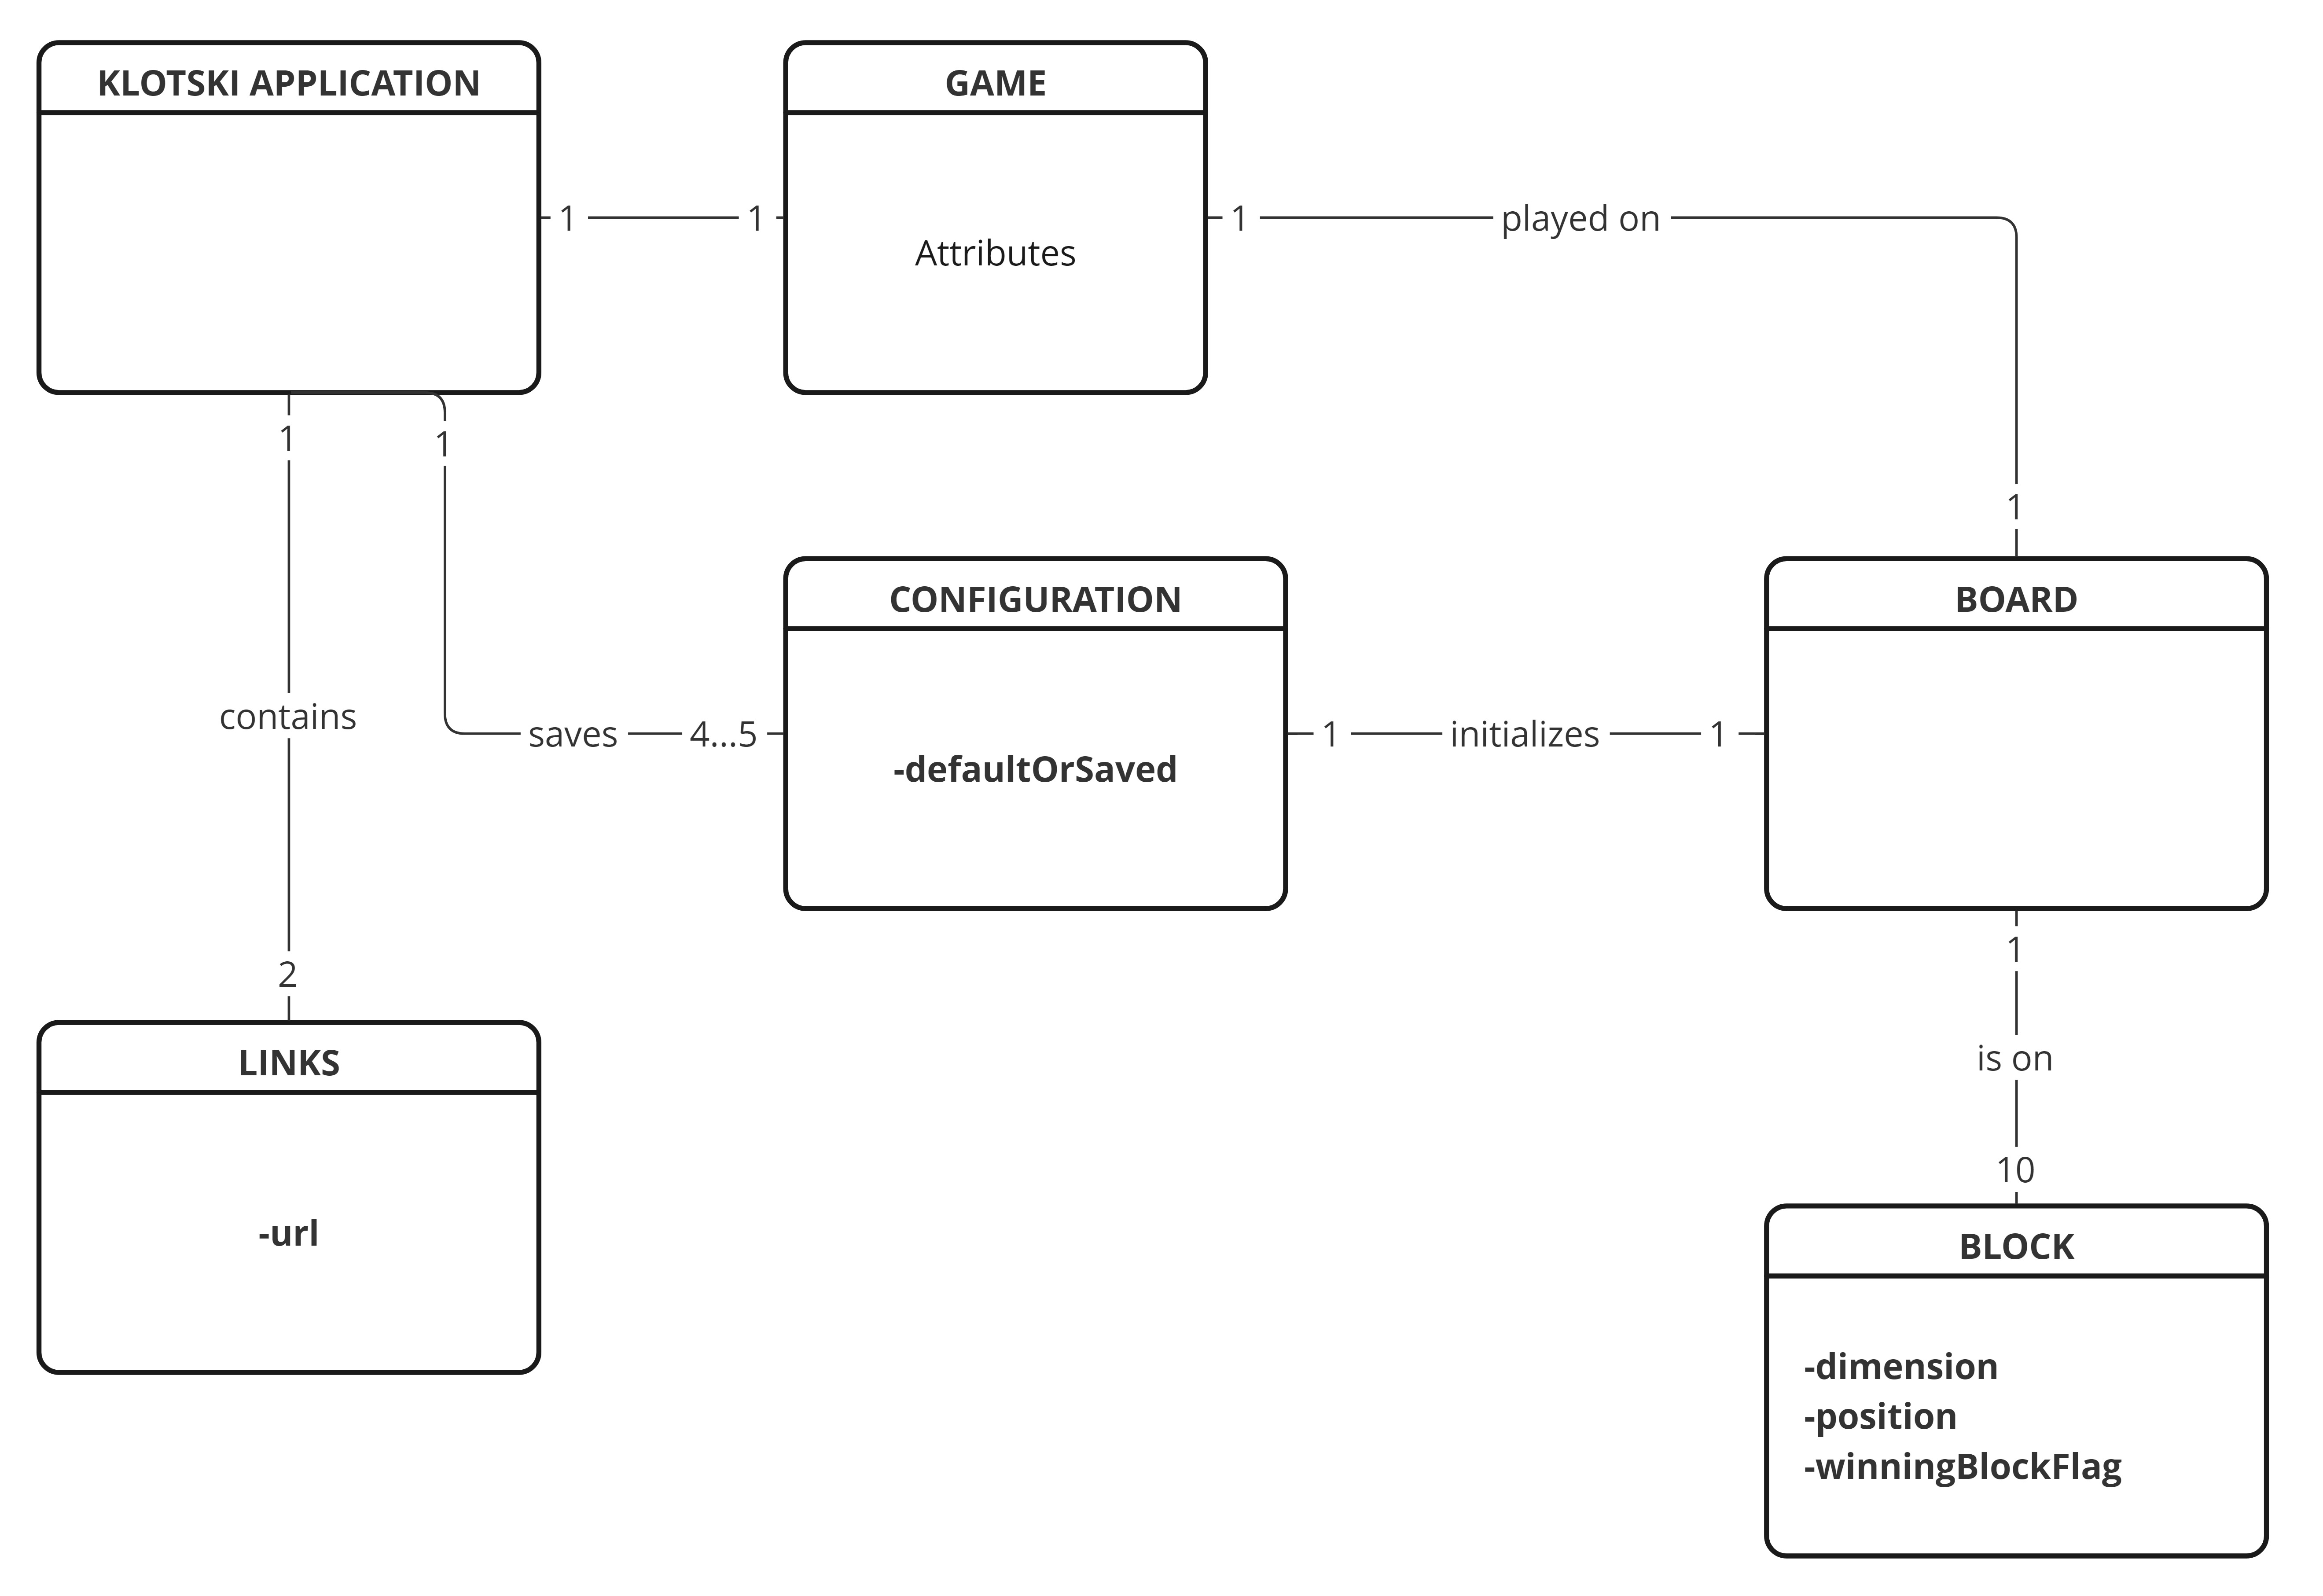 KLOTSKI APPLICATION
GAME
Attributes
1
1
1
played on
1
1
1
contains
saves
4...5
2
CONFIGURATION
-defaultOrSaved
1
initializes
1
BOARD
1
is on
10
LINKS
-url
BLOCK
-dimension
-position
-winningBlockFlag